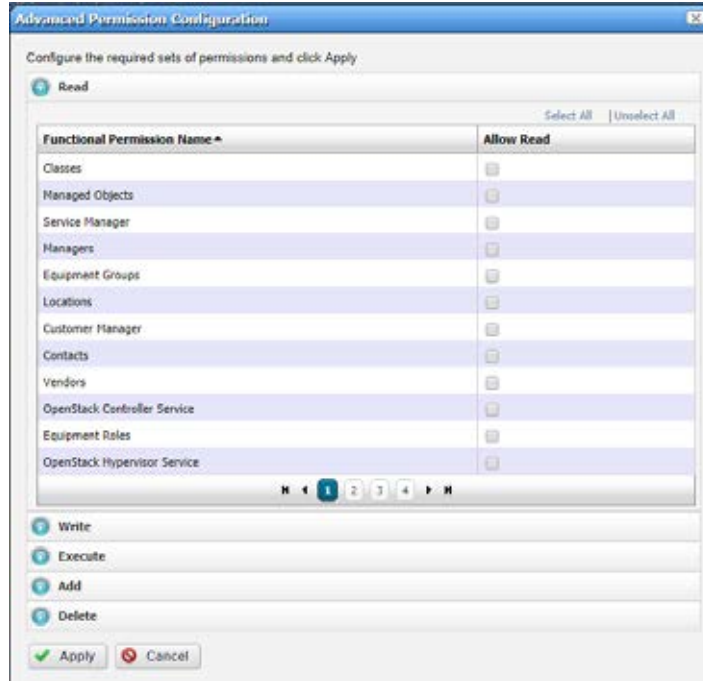 Advanced Permission Configuration
Configure the required sets of permissions and click Apply
Read
Select All | Unselect All
Functional Permission Name Allow Read
Classes
Managed Objects
Service Manager
Managers
Equipment Groups
Locations
Customer Manager
Contacts
Vendors
OpenStack Controller Service
Equipment Roles
OpenStack Hypervisor Service
1 2 3 4
Write
Execute
Add
Delete
Apply Cancel